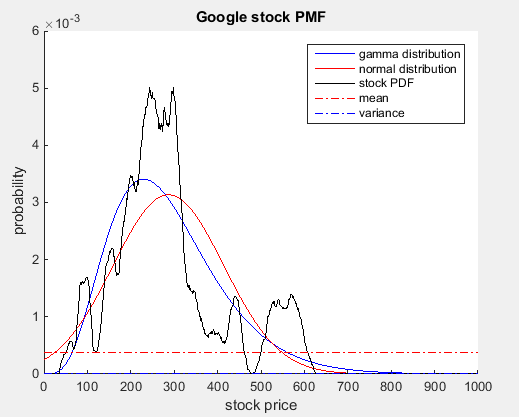 Google stock PMF
×10⁻³
6
5
4
3
2
1
0
probability
gamma distribution
normal distribution
stock PDF
mean
variance
0 100 200 300 400 500 600 700 800 900 1000
stock price